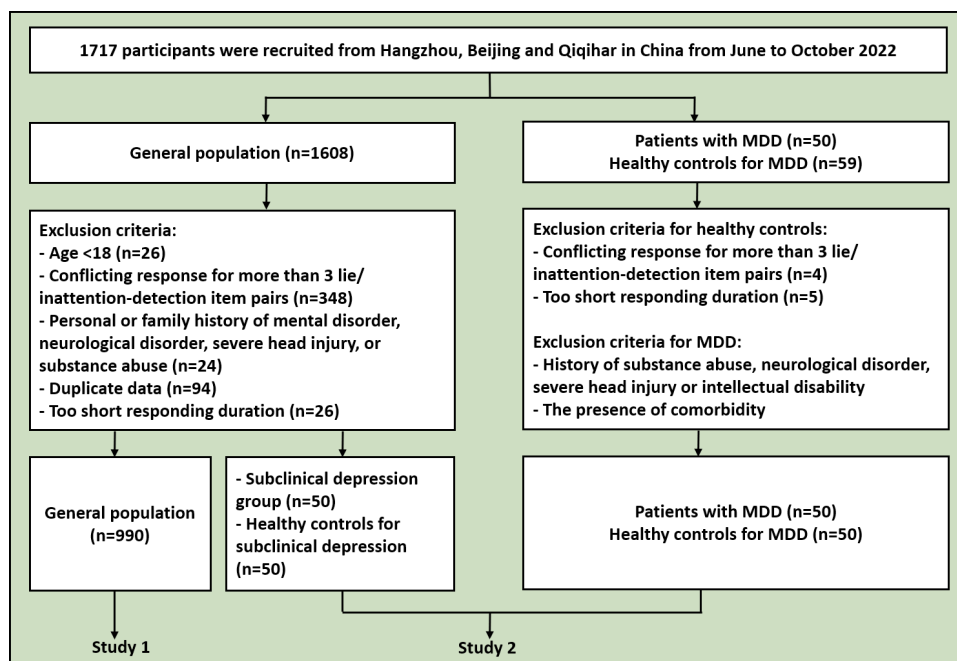 1717 participants were recruited from Hangzhou, Beijing and Qiqihar in China from June to October 2022
General population (n=1608)
Patients with MDD (n=50)
Healthy controls for MDD (n=59)
Exclusion criteria:
- Age <18 (n=26)
- Conflicting response for more than 3 lie/
inattention-detection item pairs (n=348)
- Personal or family history of mental disorder,
neurological disorder, severe head injury, or
substance abuse (n=24)
- Duplicate data (n=94)
- Too short responding duration (n=26)
Exclusion criteria for healthy controls:
- Conflicting response for more than 3 lie/
inattention-detection item pairs (n=4)
- Too short responding duration (n=5)
Exclusion criteria for MDD:
- History of substance abuse, neurological disorder,
severe head injury or intellectual disability
- The presence of comorbidity
General population
(n=990)
- Subclinical depression
group (n=50)
- Healthy controls for
subclinical depression
(n=50)
Patients with MDD (n=50)
Healthy controls for MDD (n=50)
Study 1
Study 2